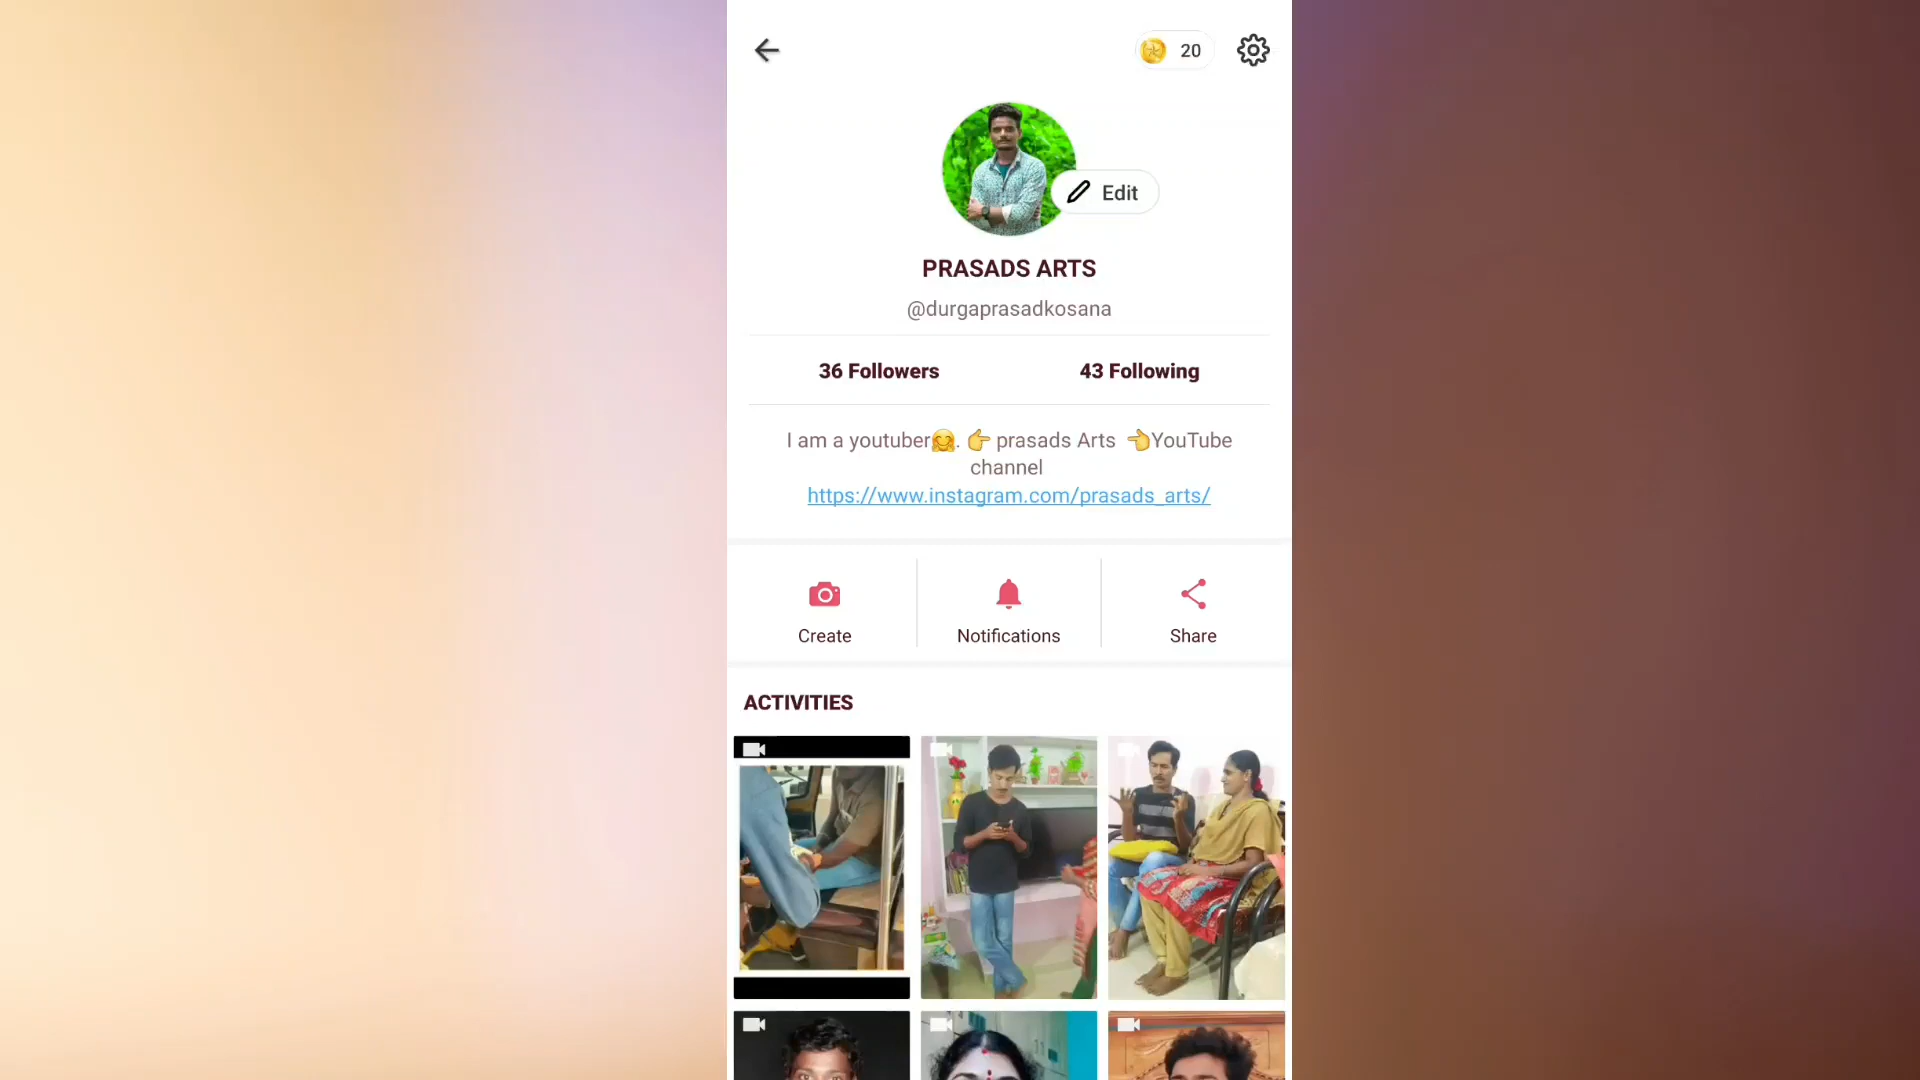 20
Edit
PRASADS ARTS
@durgaprasadkosana
36 Followers 43 Following
I am a youtuber🤗. 👉 prasads Arts 👈YouTube
channel
https://www.instagram.com/prasads_arts/
Create Notifications Share
ACTIVITIES